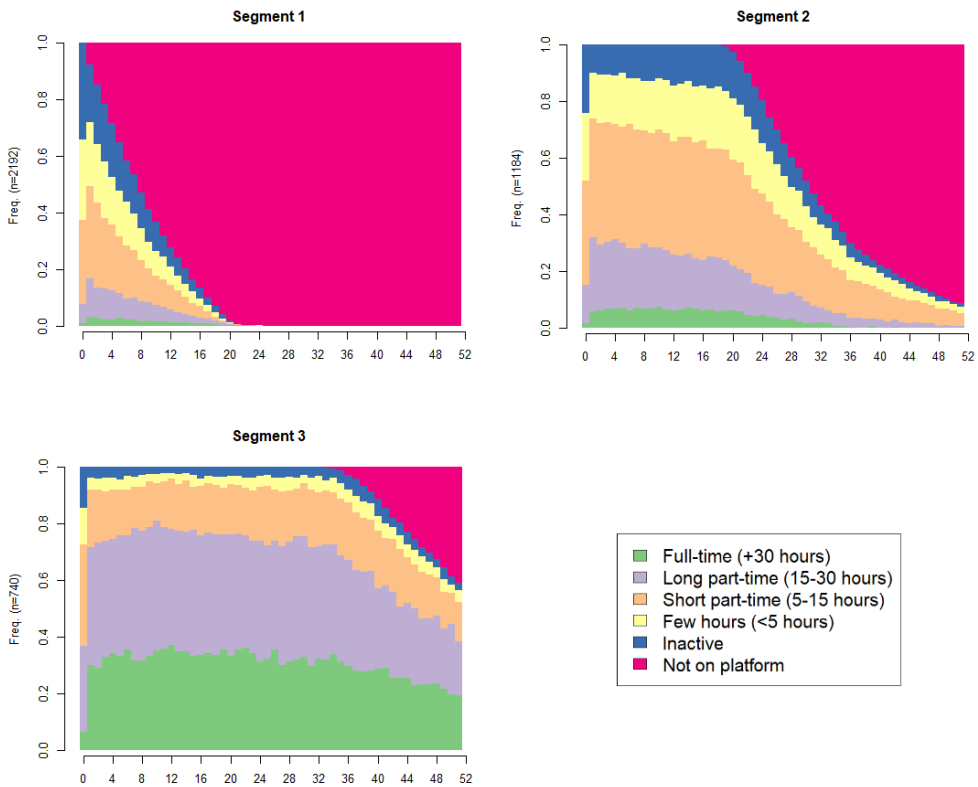 Segment 1
Freq. (n=2192)
0.0 0.2 0.4 0.6 0.8 1.0
0 4 8 12 16 20 24 28 32 36 40 44 48 52
Segment 2
Freq. (n=1184)
0.0 0.2 0.4 0.6 0.8 1.0
0 4 8 12 16 20 24 28 32 36 40 44 48 52
Segment 3
Freq. (n=740)
0.0 0.2 0.4 0.6 0.8 1.0
0 4 8 12 16 20 24 28 32 36 40 44 48 52
Full-time (+30 hours)
Long part-time (15-30 hours)
Short part-time (5-15 hours)
Few hours (<5 hours)
Inactive
Not on platform